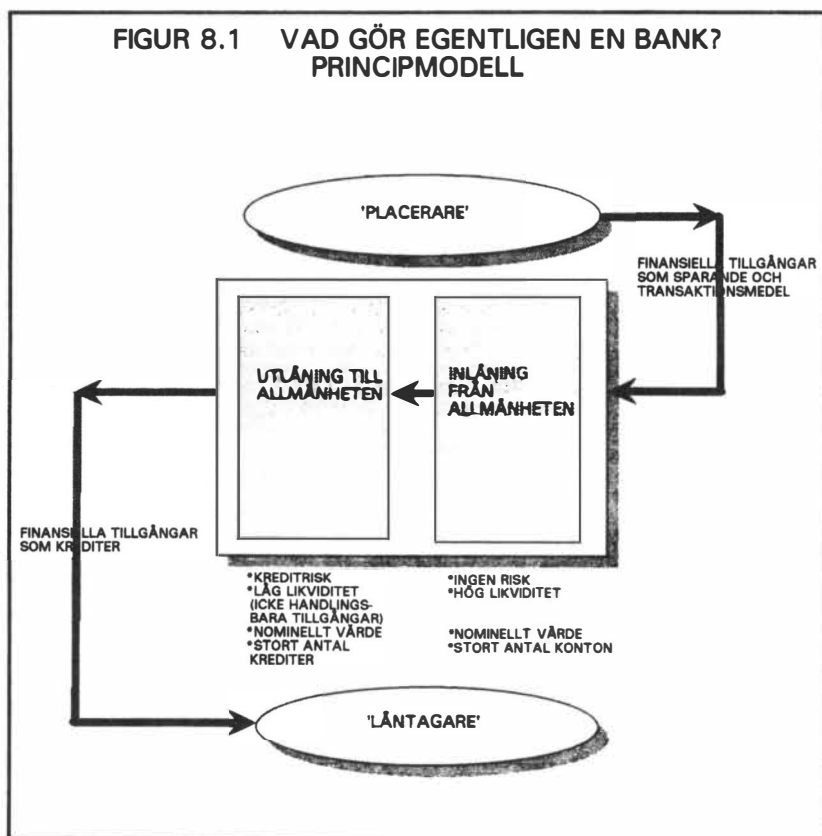 FIGUR 8.1 VAD GÖR EGENTLIGEN EN BANK?
PRINCIPMODELL
'PLACERARE'
FINANSIELLA TILLGÅNGAR
SOM SPARANDE OCH
TRANSAKTIONSMEDEL
UTLÅNING TILL
ALLMÄNHETEN
INLÅNING
FRÅN
ALLMÄNHETEN
FINANSIELLA TILLGÅNGAR
SOM KREDITER
*KREDITRISK
*LÅG LIKVIDITET
(ICKE HANDLINGS-
BARA TILLGÅNGAR)
*NOMINELLT VÄRDE
*STORT ANTAL
KREDITER
*INGEN RISK
*HÖG LIKVIDITET
*NOMINELLT VÄRDE
*STORT ANTAL KONTON
'LÅNTAGARE'